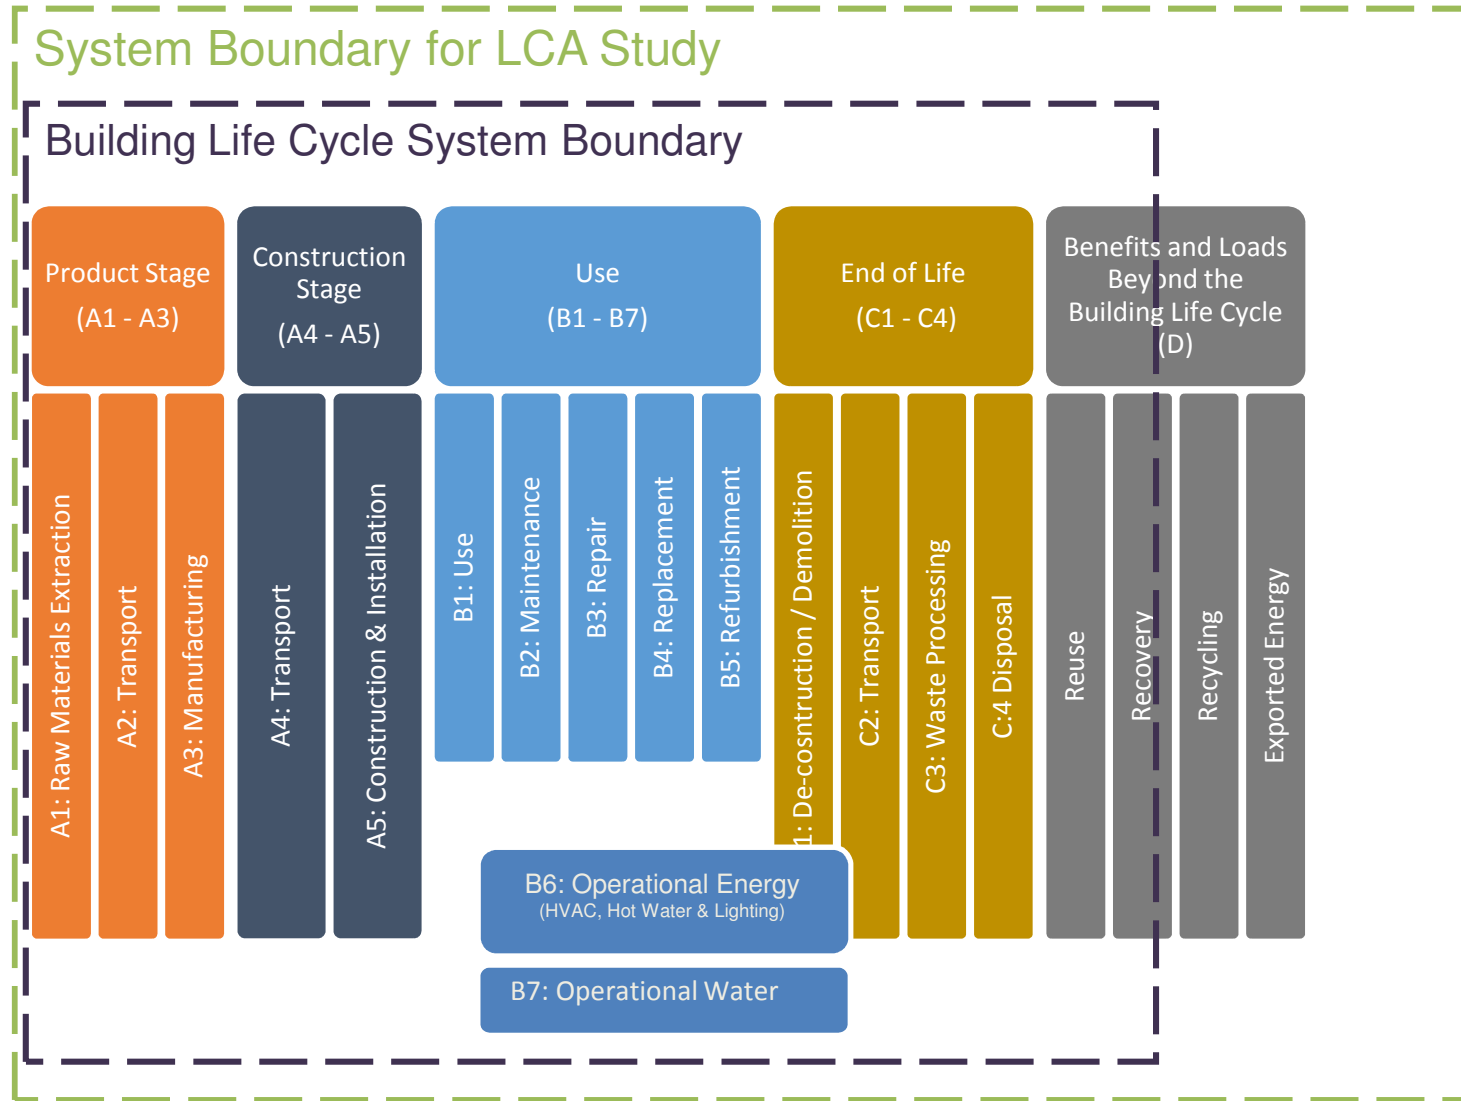 System Boundary for LCA Study
Building Life Cycle System Boundary
Product Stage
(A1 - A3)
Construction
Stage
(A4 - A5)
Use
(B1 - B7)
End of Life
(C1 - C4)
Benefits and Loads
Beyond the
Building Life Cycle
(D)
A1: Raw Materials Extraction
A2: Transport
A3: Manufacturing
A4: Transport
A5: Construction & Installation
B1: Use
B2: Maintenance
B3: Repair
B4: Replacement
B5: Refurbishment
1: De-cosntruction / Demolition
C2: Transport
C3: Waste Processing
C:4 Disposal
Reuse
Recovery
Recycling
Exported Energy
B6: Operational Energy
(HVAC, Hot Water & Lighting)
B7: Operational Water